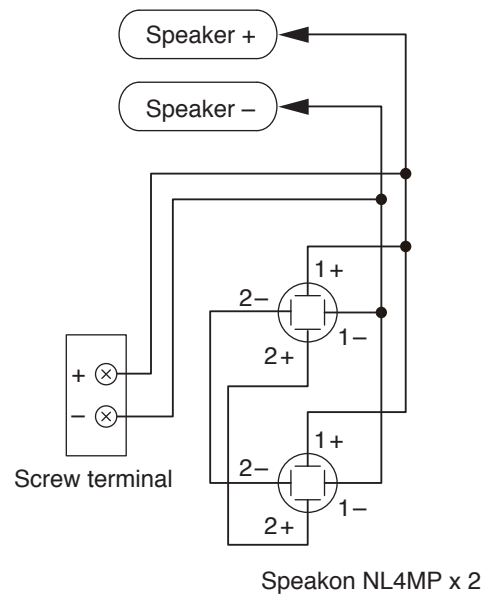 Speaker +
Speaker –
1+
2–
1–
2+
+
–
Screw terminal
1+
2–
1–
2+
Speakon NL4MP x 2